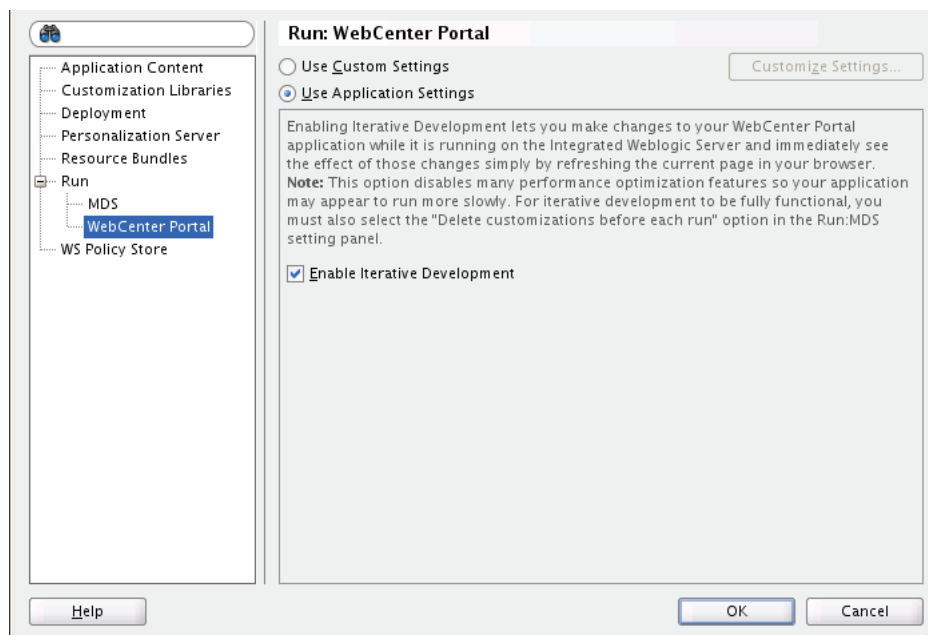 Run: WebCenter Portal
Application Content
Customization Libraries
Deployment
Personalization Server
Resource Bundles
Run
MDS
WebCenter Portal
WS Policy Store
Use Custom Settings
Customize Settings...
Use Application Settings
Enabling Iterative Development lets you make changes to your WebCenter Portal
application while it is running on the Integrated Weblogic Server and immediately see
the effect of those changes simply by refreshing the current page in your browser.
Note: This option disables many performance optimization features so your application
may appear to run more slowly. For iterative development to be fully functional, you
must also select the "Delete customizations before each run" option in the Run:MDS
setting panel.
Enable Iterative Development
Help
OK
Cancel